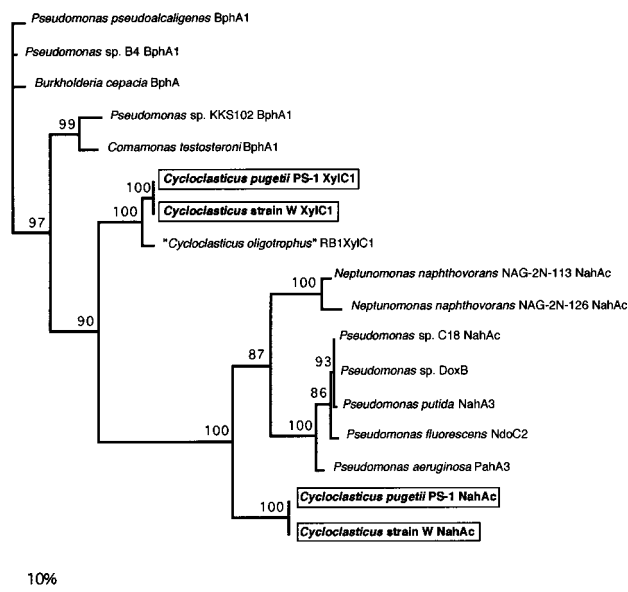 Pseudomonas pseudoalcaligenes BphA1
Pseudomonas sp. B4 BphA1
Burkholderia cepacia BphA
Pseudomonas sp. KKS102 BphA1
99
Comamonas testosteroni BphA1
Cycloclasticus pugetii PS-1 XylC1
100
Cycloclasticus strain W XylC1
100
97
"Cycloclasticus oligotrophus" RB1XylC1
Neptunomonas naphthovorans NAG-2N-113 NahAc
100
Neptunomonas naphthovorans NAG-2N-126 NahAc
90
Pseudomonas sp. C18 NahAc
87
93
Pseudomonas sp. DoxB
86
Pseudomonas putida NahA3
100
100
Pseudomonas fluorescens NdoC2
Pseudomonas aeruginosa PahA3
Cycloclasticus pugetii PS-1 NahAc
100
Cycloclasticus strain W NahAc
10%